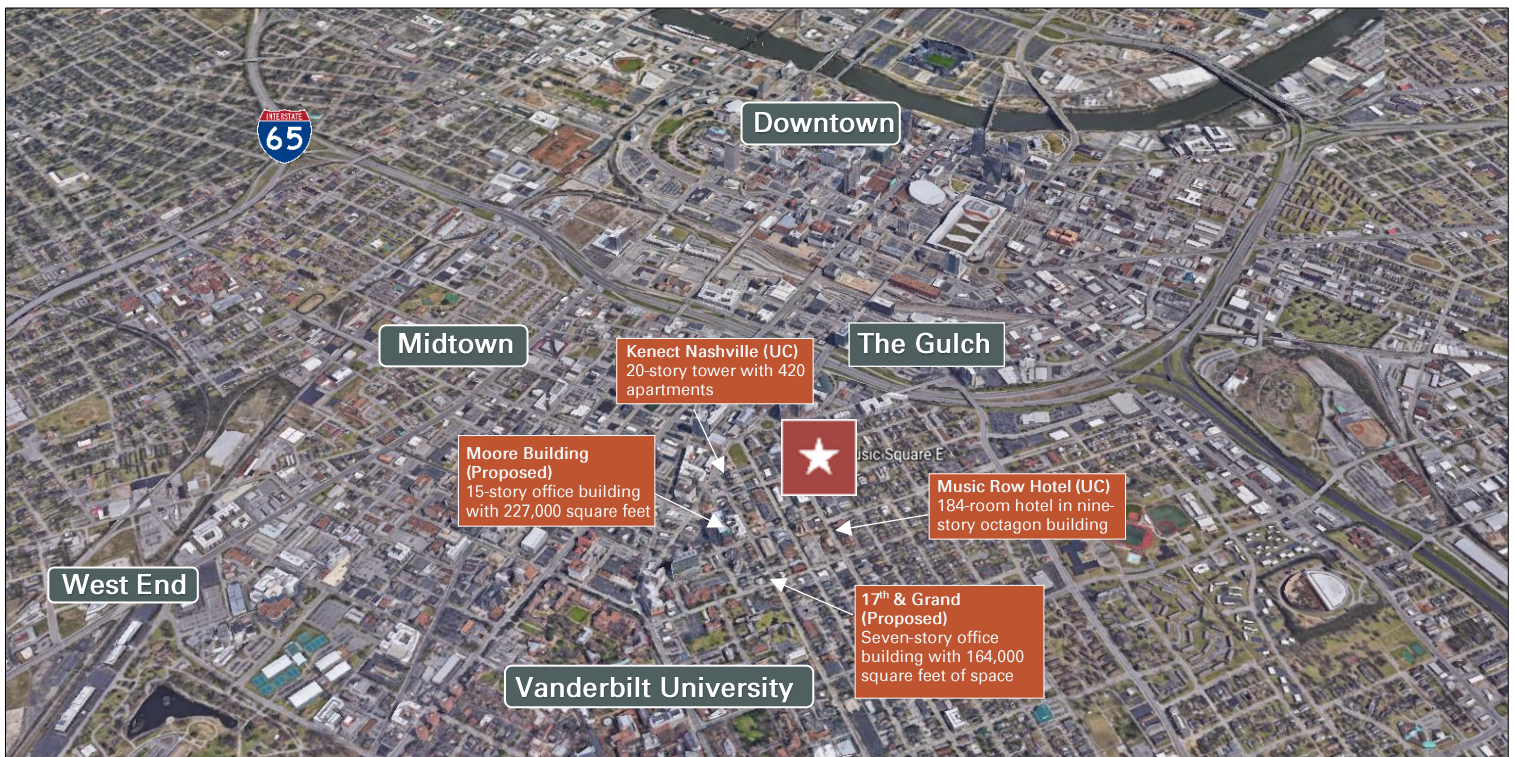 Downtown
INTERSTATE
65
Midtown
The Gulch
Kenect Nashville (UC)
20-story tower with 420
apartments
Moore Building
(Proposed)
15-story office building
with 227,000 square feet
usic Square E
Music Row Hotel (UC)
184-room hotel in nine-
story octagon building
West End
17th & Grand
(Proposed)
Seven-story office
building with 164,000
square feet of space
Vanderbilt University